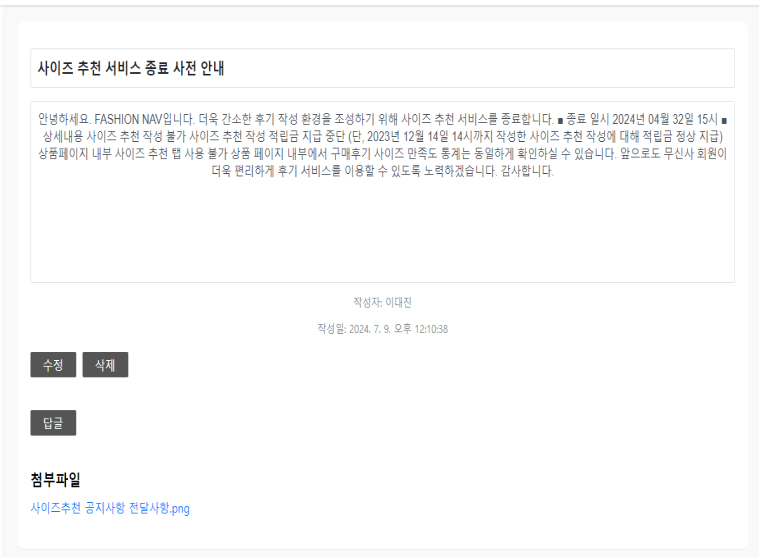 사이즈 추천 서비스 종료 사전 안내
안녕하세요. FASHION NAV입니다. 더욱 간소한 후기 작성 환경을 조성하기 위해 사이즈 추천 서비스를 종료합니다. ■ 종료 일시 2024년 04월 32일 15시 ■
상세내용 사이즈 추천 작성 불가 사이즈 추천 작성 적립금 지급 중단 (단, 2023년 12월 14일 14시까지 작성한 사이즈 추천 작성에 대해 적립금 정상 지급)
상품페이지 내부 사이즈 추천 탭 사용 불가 상품 페이지 내부에서 구매후기 사이즈 만족도 통계는 동일하게 확인하실 수 있습니다. 앞으로도 무신사 회원이
더욱 편리하게 후기 서비스를 이용할 수 있도록 노력하겠습니다. 감사합니다.
작성자: 이대진
작성일: 2024. 7. 9. 오후 12:10:38
수정 삭제
답글
첨부파일
사이즈추천 공지사항 전달사항.png